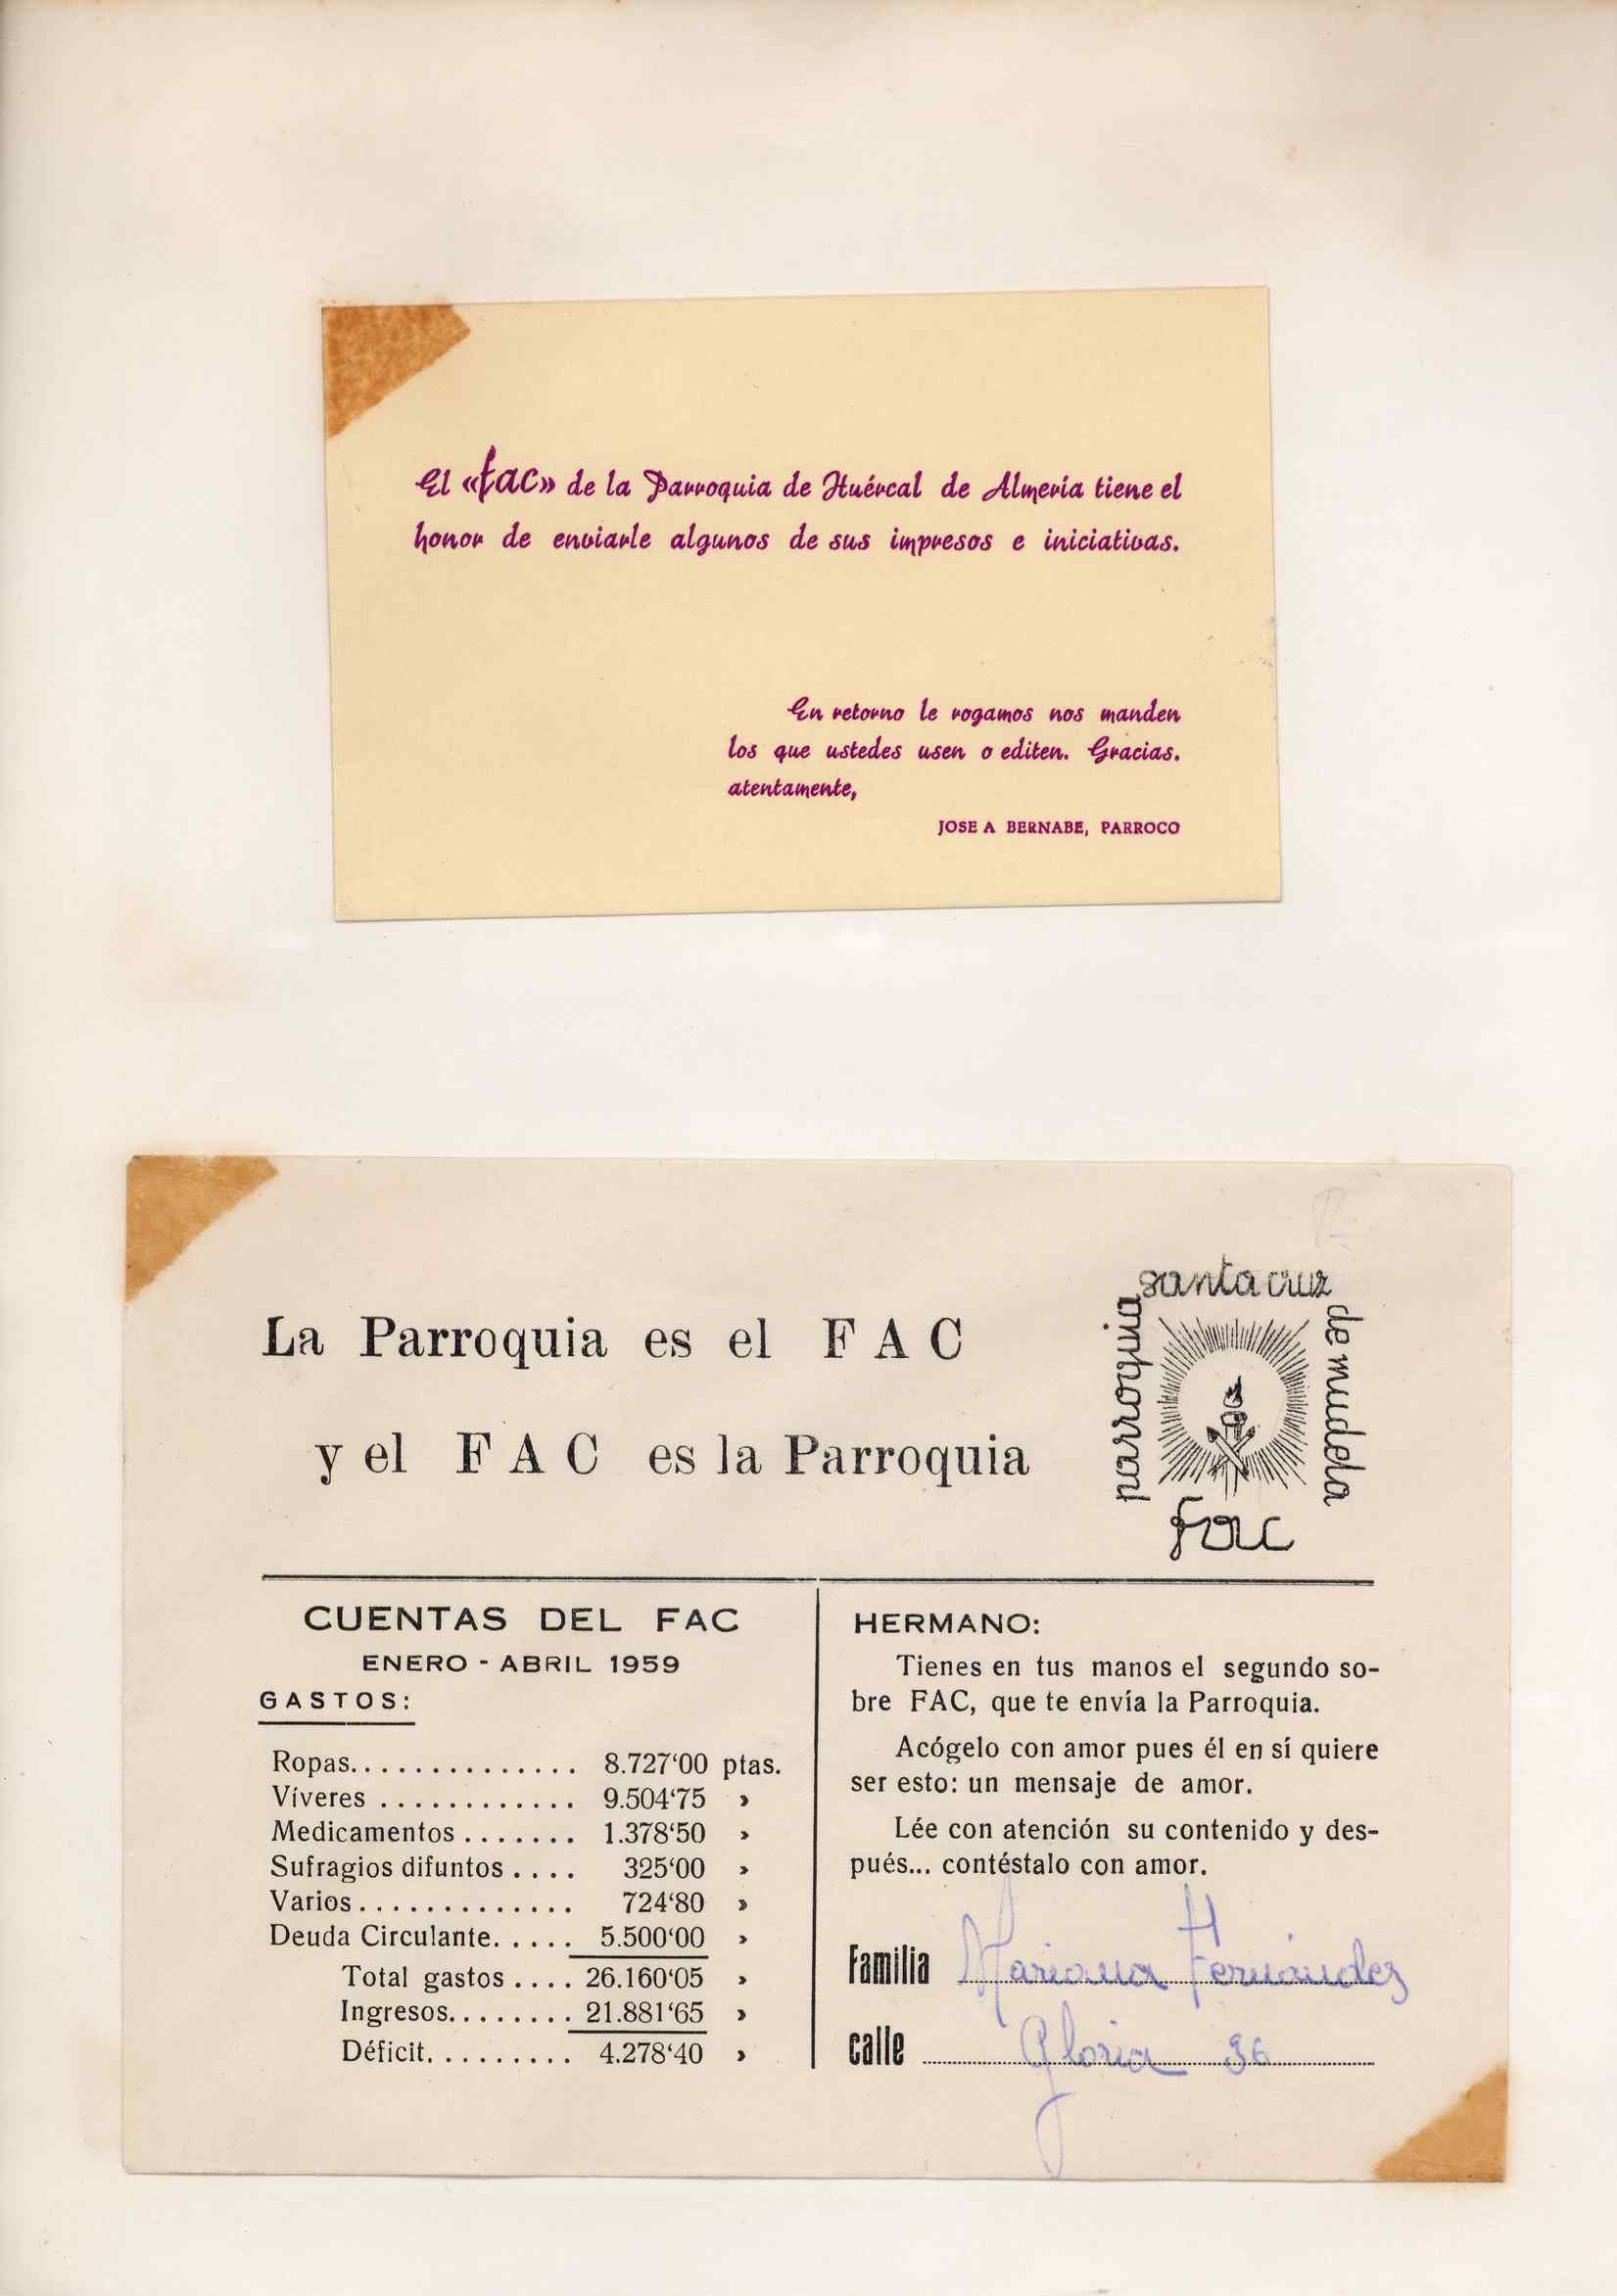 El «fac» de la Parroquia de Huércal de Almería tiene el
honor de enviarle algunos de sus impresos e iniciativas.
En retorno le rogamos nos manden
los que ustedes usen o editen. Gracias.
atentamente,
JOSE A BERNABE, PARROCO
La Parroquia es el FAC
y el FAC es la Parroquia
parroquia
santa cruz
de mudela
fac
CUENTAS DEL FAC
ENERO - ABRIL 1959
GASTOS:
Ropas.............. 8.727‘00 ptas.
Víveres ............ 9.504‘75 »
Medicamentos ....... 1.378‘50 »
Sufragios difuntos .... 325‘00 »
Varios............. 724‘80 »
Deuda Circulante..... 5.500‘00 »
Total gastos .... 26.160‘05 »
Ingresos........ 21.881‘65 »
Déficit......... 4.278‘40 »
HERMANO:
Tienes en tus manos el segundo so-
bre FAC, que te envía la Parroquia.
Acógelo con amor pues él en sí quiere
ser esto: un mensaje de amor.
Lée con atención su contenido y des-
pués... contéstalo con amor.
Familia Mariana Fernández
calle Gloria 36